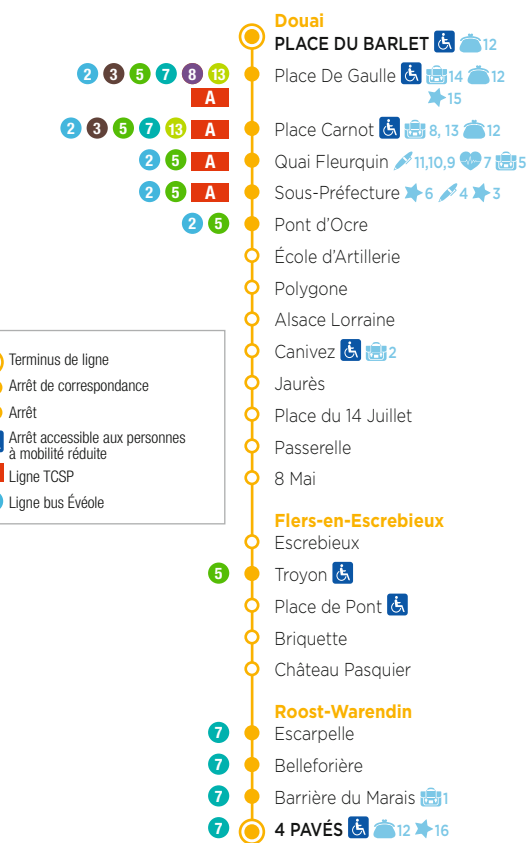 Douai
PLACE DU BARLET 12
2 3 5 7 8 13 Place De Gaulle 14 12
A 15
2 3 5 7 13 A Place Carnot 8, 13 12
2 5 A Quai Fleurquin 11,10,9 7 5
2 5 A Sous-Préfecture 6 4 3
2 5 Pont d'Ocre
École d'Artillerie
Polygone
Alsace Lorraine
Canivez 2
Jaurès
Place du 14 Juillet
Passerelle
8 Mai
Terminus de ligne
Arrêt de correspondance
Arrêt
Arrêt accessible aux personnes
à mobilité réduite
Ligne TCSP
Ligne bus Évéole
Flers-en-Escrebieux
Escrebieux
5 Troyon
Place de Pont
Briquette
Château Pasquier
Roost-Warendin
7 Escarpelle
7 Belleforière
7 Barrière du Marais 1
7 4 PAVÉS 12 16